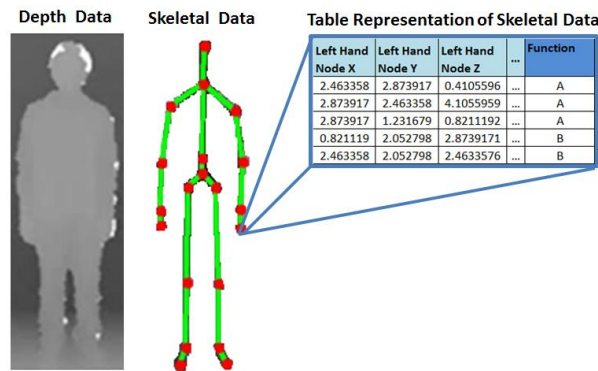 Depth Data
Skeletal Data
Table Representation of Skeletal Data
Left Hand Node X Left Hand Node Y Left Hand Node Z ... Function
2.463358 2.873917 0.4105596 ... A
2.873917 2.463358 4.1055959 ... A
2.873917 1.231679 0.8211192 ... A
0.821119 2.052798 2.8739171 ... B
2.463358 2.052798 2.4633576 ... B